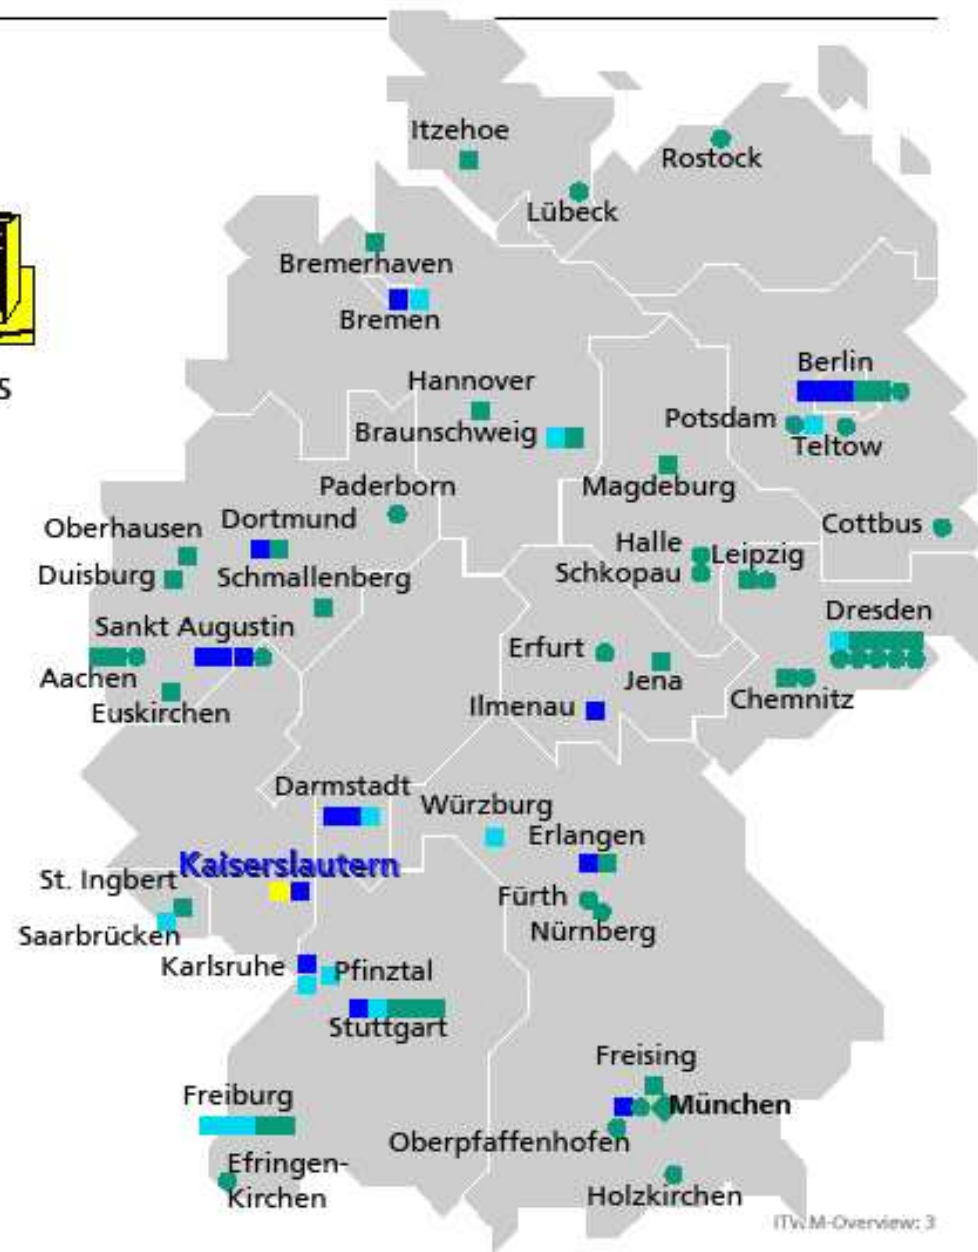 Itzehoe
Rostock
Lübeck
Bremerhaven
Bremen
Berlin
Hannover
Potsdam
Braunschweig
Teltow
Paderborn
Magdeburg
Oberhausen
Dortmund
Cottbus
Halle
Leipzig
Duisburg
Schmallenberg
Schkopau
Dresden
Sankt Augustin
Erfurt
Aachen
Jena
Chemnitz
Euskirchen
Ilmenau
Darmstadt
Würzburg
Erlangen
Kaiserslautern
St. Ingbert
Fürth
Saarbrücken
Nürnberg
Karlsruhe
Pfinztal
Stuttgart
Freising
Freiburg
München
Oberpfaffenhofen
Efringen-
Kirchen
Holzkirchen
ITWM-Overview: 3